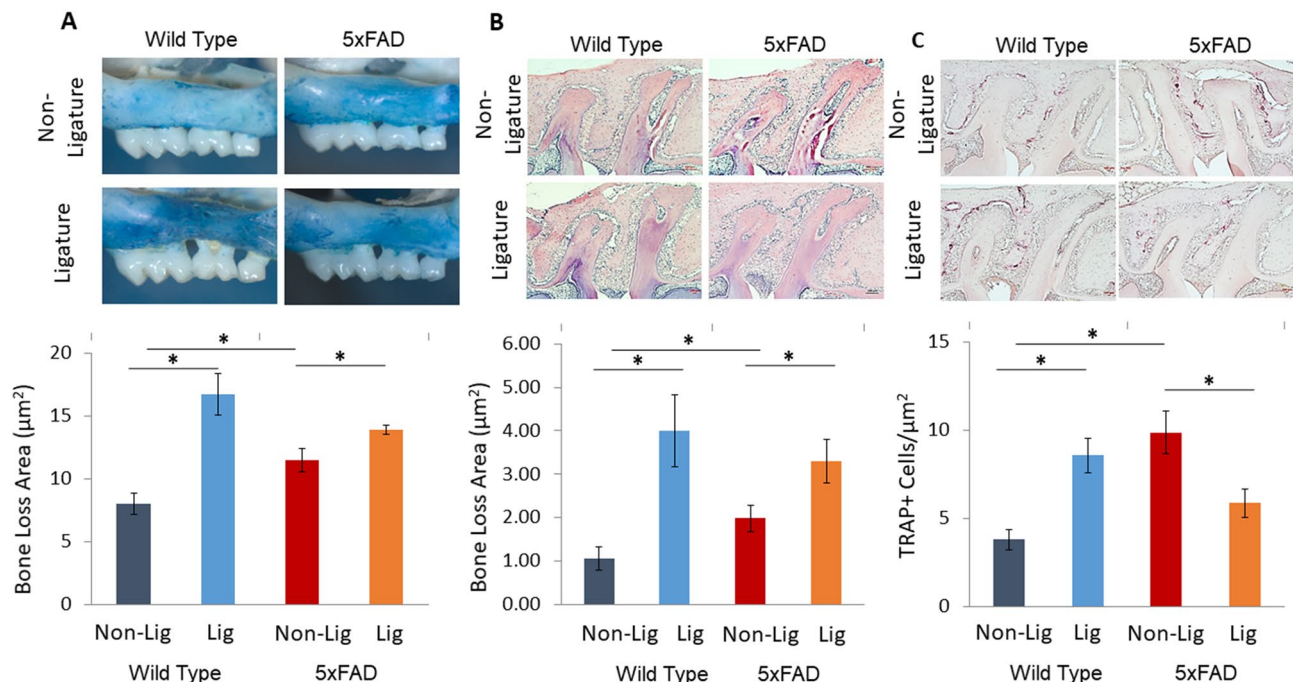 A
Wild Type 5xFAD
Non-
Ligature
Ligature
Bone Loss Area (µm²)
20
15
10
5
0
* * *
Non-Lig Lig Non-Lig Lig
Wild Type 5xFAD
B
Wild Type 5xFAD
Non-
Ligature
Ligature
Bone Loss Area (µm²)
6.00
5.00
4.00
3.00
2.00
1.00
0.00
* * *
Non-Lig Lig Non-Lig Lig
Wild Type 5xFAD
C
Wild Type 5xFAD
Non-
Ligature
Ligature
TRAP+ Cells/µm²
15
10
5
0
* * *
Non-Lig Lig Non-Lig Lig
Wild Type 5xFAD